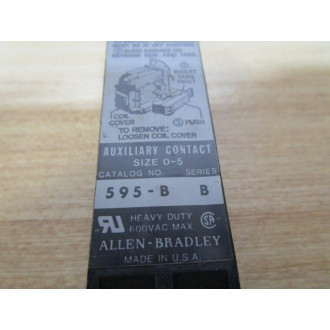 COIL
COVER
② PUSH
TO REMOVE:
LOOSEN COIL COVER
AUXILIARY CONTACT
SIZE 0-5
CATALOG NO. SERIES
595-B B
HEAVY DUTY
600VAC MAX
ALLEN-BRADLEY
MADE IN U.S.A.